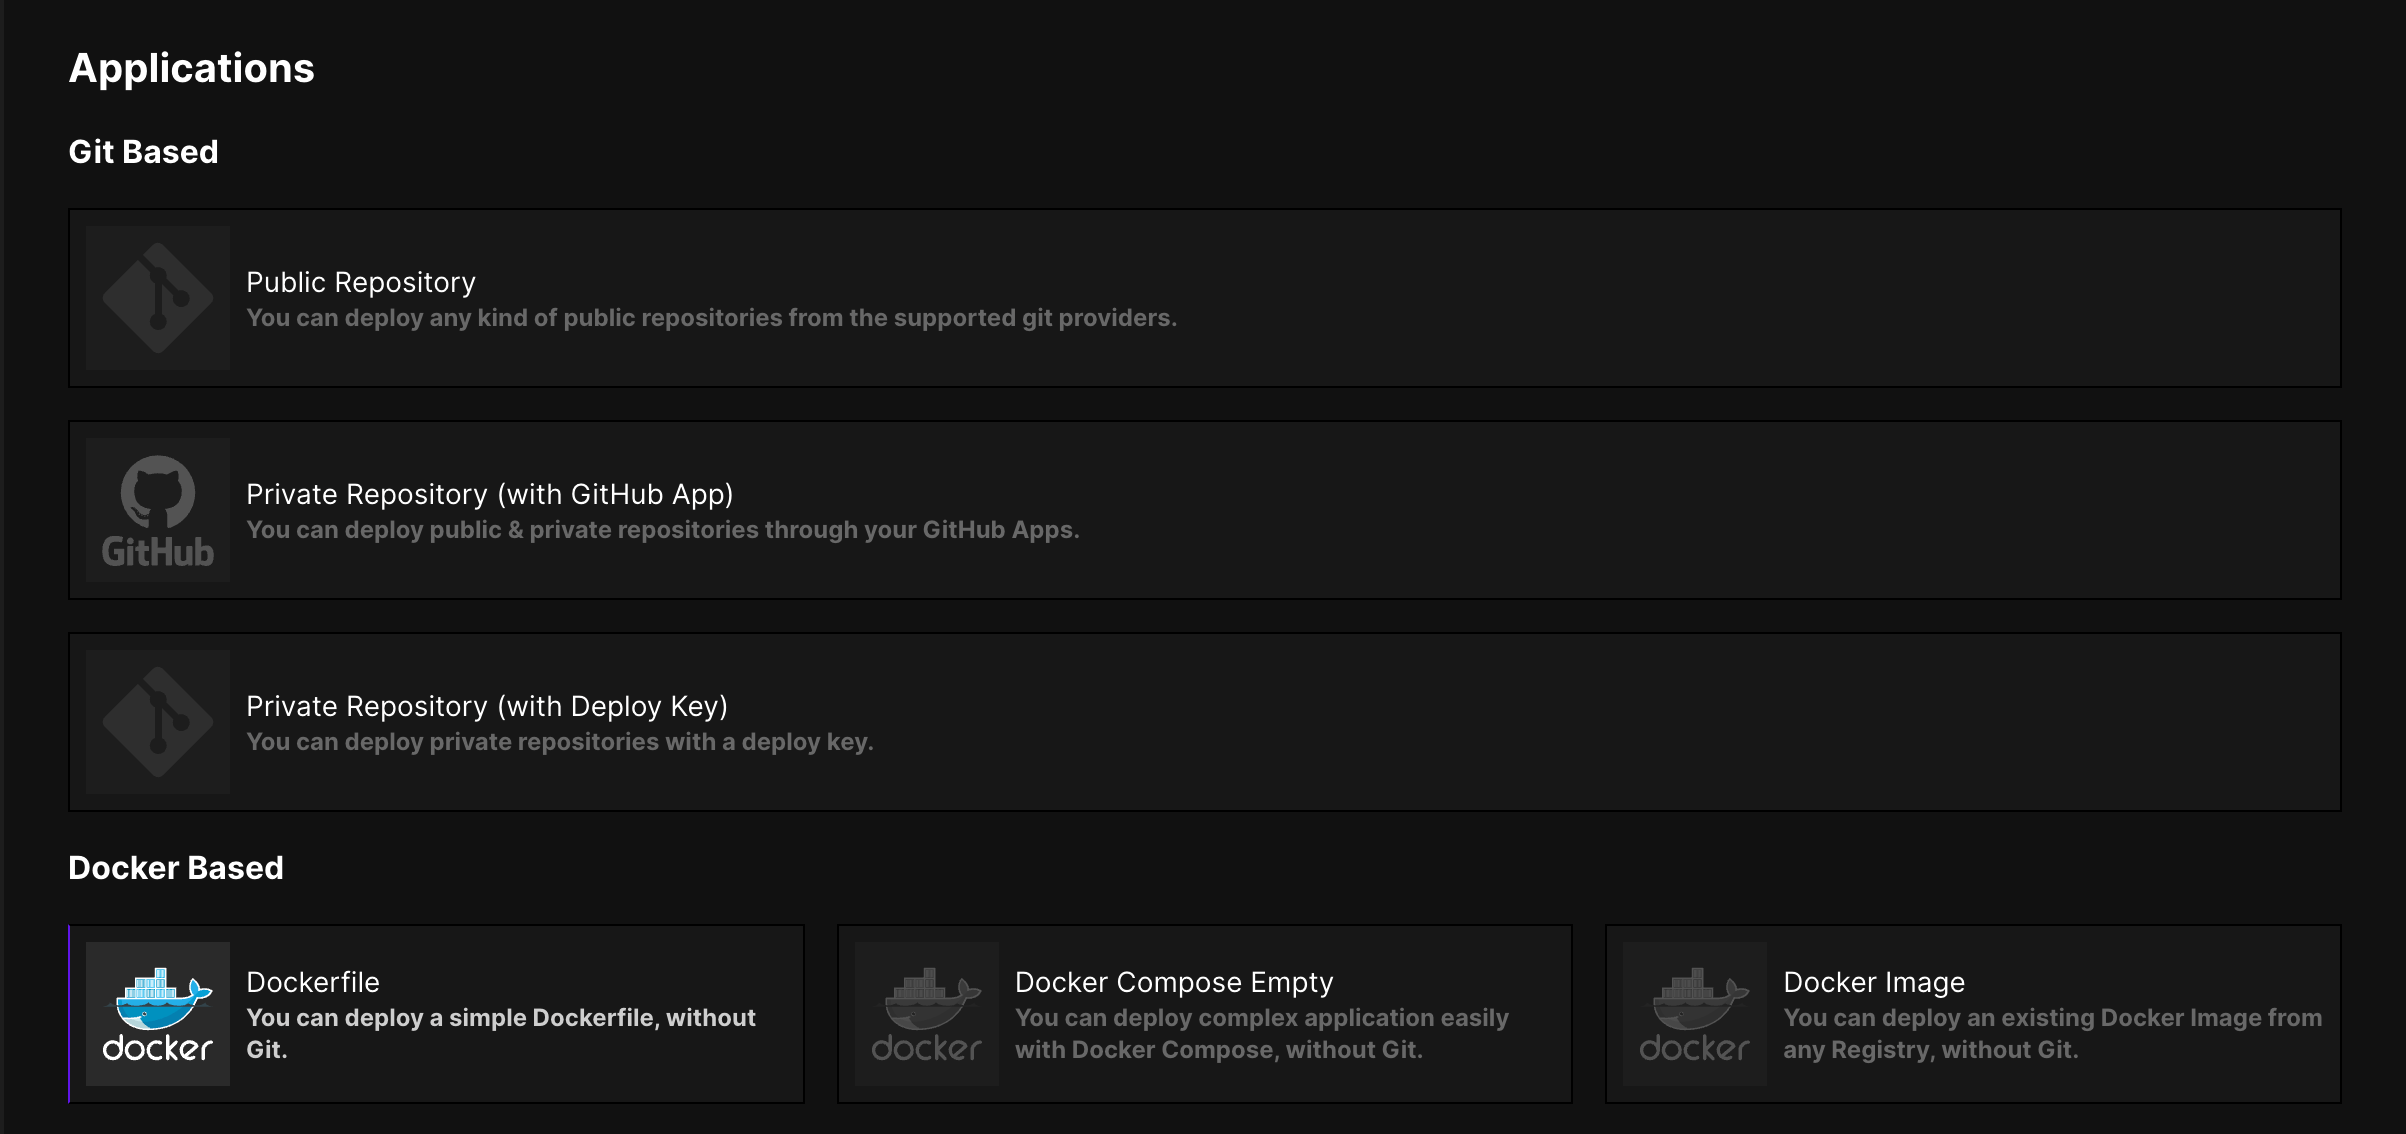 Applications
Git Based
Public Repository
You can deploy any kind of public repositories from the supported git providers.
GitHub
Private Repository (with GitHub App)
You can deploy public & private repositories through your GitHub Apps.
Private Repository (with Deploy Key)
You can deploy private repositories with a deploy key.
Docker Based
docker
Dockerfile
You can deploy a simple Dockerfile, without
Git.
docker
Docker Compose Empty
You can deploy complex application easily
with Docker Compose, without Git.
docker
Docker Image
You can deploy an existing Docker Image from
any Registry, without Git.